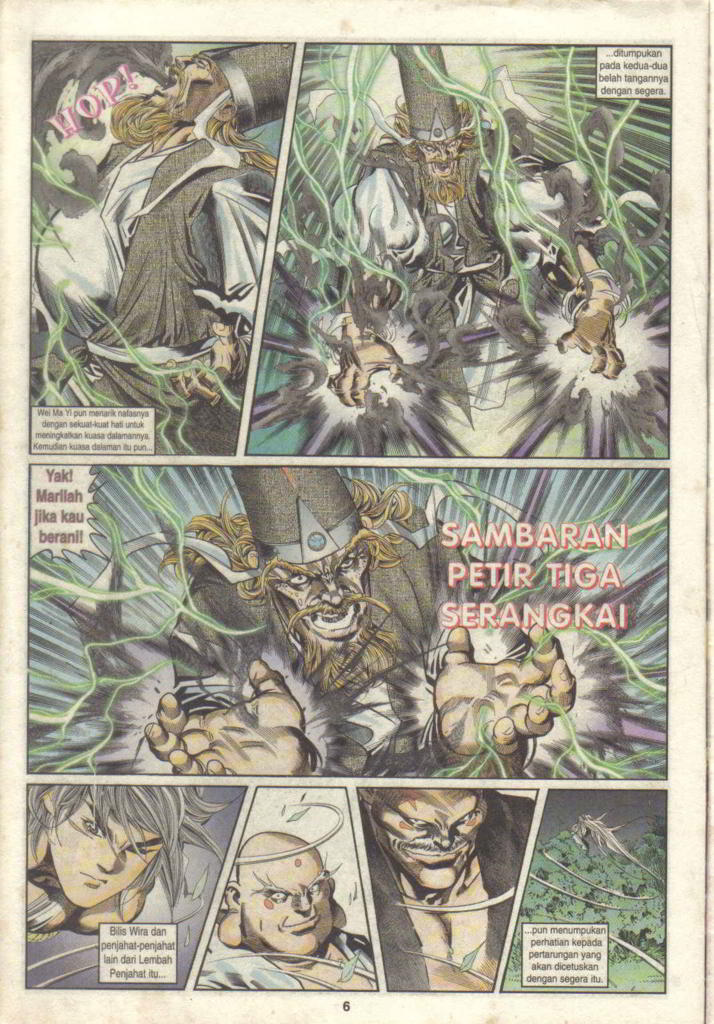 HOP!
Wei Ma Yi pun menarik nafasnya
dengan sekuat-kuat hati untuk
meningkatkan kuasa dalamannya.
Kemudian kuasa dalaman itu pun...
...ditumpukan
pada kedua-dua
belah tangannya
dengan segera.
Yak!
Marilah
jika kau
berani!
SAMBARAN
PETIR TIGA
SERANGKAI
Bilis Wira dan
penjahat-penjahat
lain dari Lembah
Penjahat itu...
...pun menumpukan
perhatian kepada
pertarungan yang
akan dicetuskan
dengan segera itu.
6